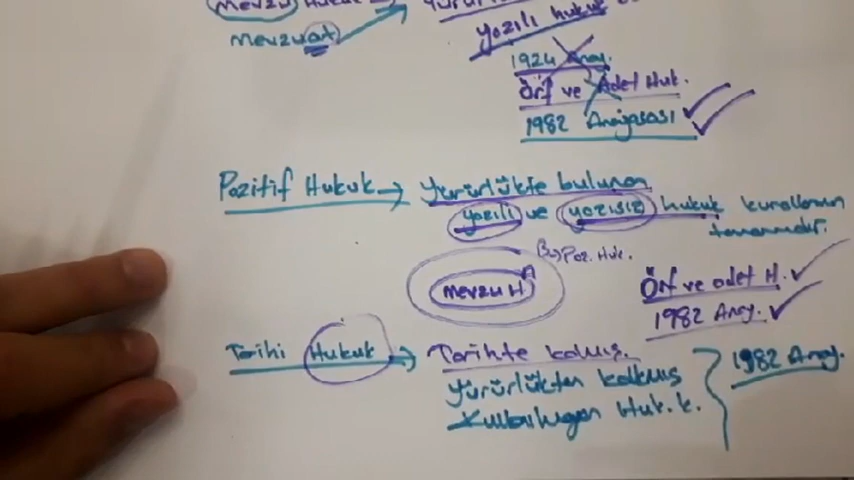 Mevzu Hukuk
mevzuat
yazılı hukuk
1924 Anay.
Örf ve Adet Huk.
1982 Anayasası
Pozitif Hukuk → Yürürlükte bulunan
yazılı ve yazısız hukuk kurallarının
tamamıdır.
B) Poz. Huk.
A
mevzu H
Örf ve adet H.
1982 Anay.
Tarihi Hukuk → Tarihte kalmış.
Yürürlükten kalkmış
Kullanılmayan Huk. k.
1982 Anay.